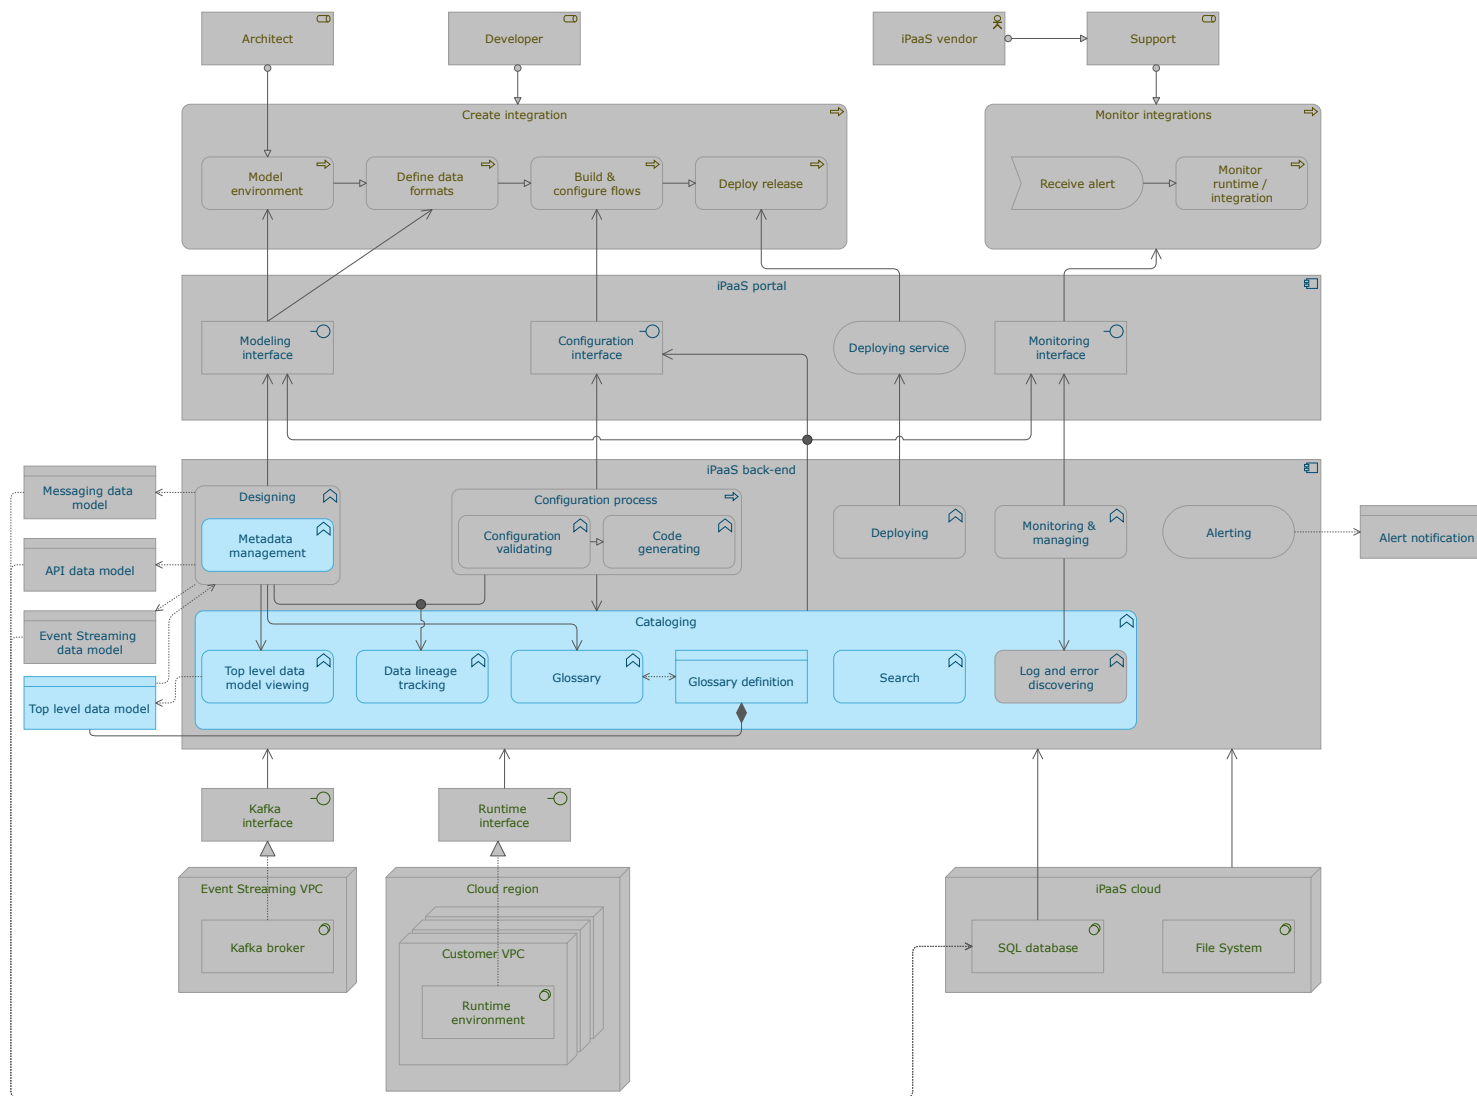 Architect
Developer
iPaaS vendor
Support
Create integration
Monitor integrations
Model
environment
Define data
formats
Build &
configure flows
Deploy release
Receive alert
Monitor
runtime /
integration
iPaaS portal
Modeling
interface
Configuration
interface
Deploying service
Monitoring
interface
iPaaS back-end
Messaging data
model
Designing
Metadata
management
Configuration process
Configuration
validating
Code
generating
Deploying
Monitoring &
managing
Alerting
Alert notification
API data model
Event Streaming
data model
Top level data model
Cataloging
Top level data
model viewing
Data lineage
tracking
Glossary
Glossary definition
Search
Log and error
discovering
Kafka
interface
Runtime
interface
Event Streaming VPC
Kafka broker
Cloud region
Customer VPC
Runtime
environment
iPaaS cloud
SQL database
File System